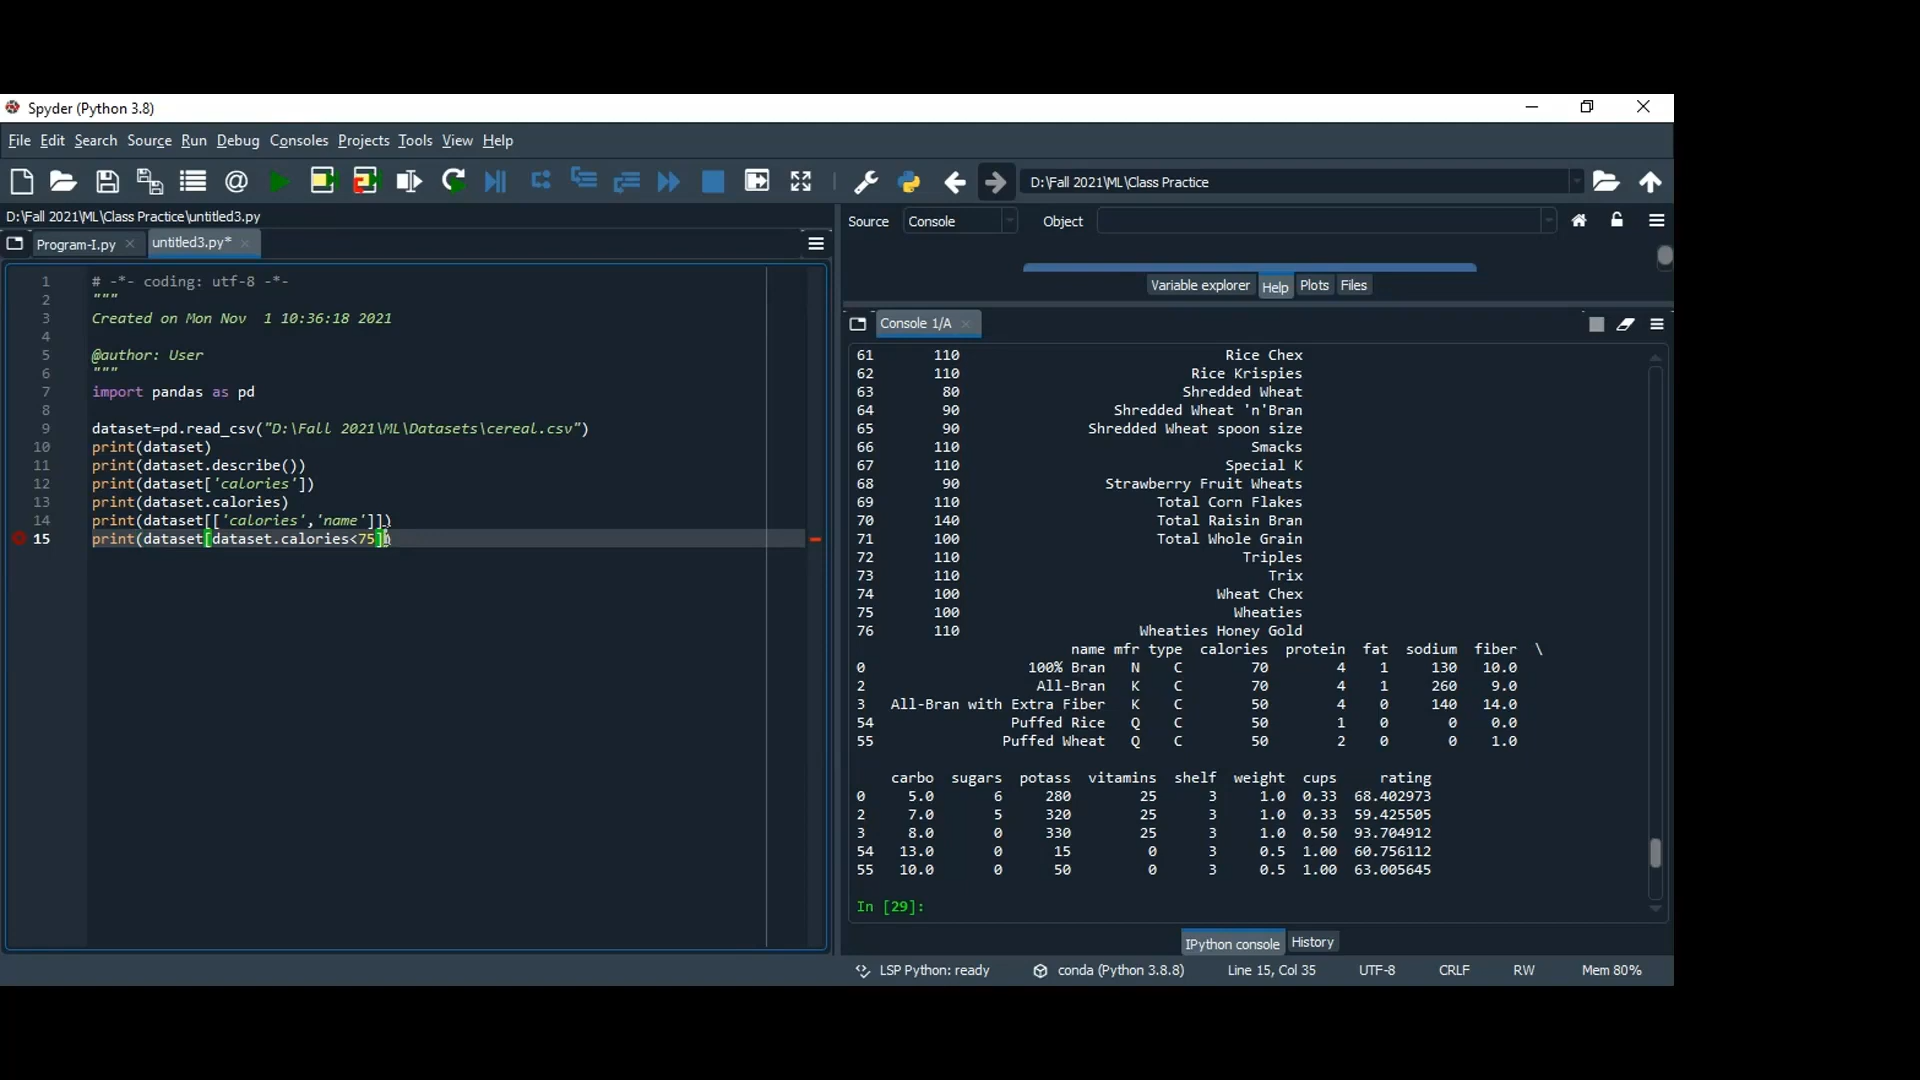 Spyder (Python 3.8)
File Edit Search Source Run Debug Consoles Projects Tools View Help
D:\Fall 2021\ML\Class Practice
D:\Fall 2021\ML\Class Practice\untitled3.py
Program-I.py
untitled3.py*
1 # -*- coding: utf-8 -*-
2 """
3 Created on Mon Nov  1 10:36:18 2021
4
5 @author: User
6 """
7 import pandas as pd
8
9 dataset=pd.read_csv("D:\Fall 2021\ML\Datasets\cereal.csv")
10 print(dataset)
11 print(dataset.describe())
12 print(dataset['calories'])
13 print(dataset.calories)
14 print(dataset[['calories','name']])
15 print(dataset[dataset.calories<75])
Source Console Object
Variable explorer Help Plots Files
Console 1/A
61 110 Rice Chex
62 110 Rice Krispies
63 80 Shredded Wheat
64 90 Shredded Wheat 'n'Bran
65 90 Shredded Wheat spoon size
66 110 Smacks
67 110 Special K
68 90 Strawberry Fruit Wheats
69 110 Total Corn Flakes
70 140 Total Raisin Bran
71 100 Total Whole Grain
72 110 Triples
73 110 Trix
74 100 Wheat Chex
75 100 Wheaties
76 110 Wheaties Honey Gold
name mfr type calories protein fat sodium fiber \
0 100% Bran N C 70 4 1 130 10.0
2 All-Bran K C 70 4 1 260 9.0
3 All-Bran with Extra Fiber K C 50 4 0 140 14.0
54 Puffed Rice Q C 50 1 0 0 0.0
55 Puffed Wheat Q C 50 2 0 0 1.0
carbo sugars potass vitamins shelf weight cups rating
0 5.0 6 280 25 3 1.0 0.33 68.402973
2 7.0 5 320 25 3 1.0 0.33 59.425505
3 8.0 0 330 25 3 1.0 0.50 93.704912
54 13.0 0 15 0 3 0.5 1.00 60.756112
55 10.0 0 50 0 3 0.5 1.00 63.005645
In [29]:
IPython console History
LSP Python: ready conda (Python 3.8.8) Line 15, Col 35 UTF-8 CRLF RW Mem 80%